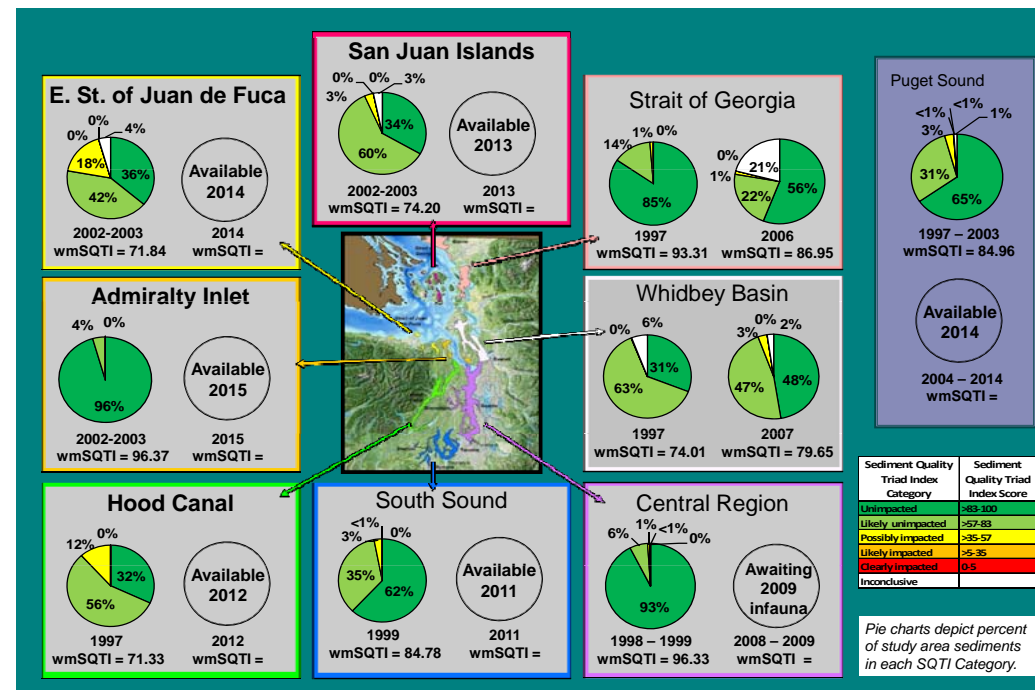 San Juan Islands
0% 0% 3%
3%
34%
60%
Available
2013
2002-2003
wmSQTI = 74.20
2013
wmSQTI =
E. St. of Juan de Fuca
0%
0% 4%
18%
36%
42%
Available
2014
2002-2003
wmSQTI = 71.84
2014
wmSQTI =
Strait of Georgia
1% 0%
14%
85%
1997
wmSQTI = 93.31
0%
1%
21%
56%
22%
2006
wmSQTI = 86.95
Puget Sound
<1%
<1% 1%
3%
31%
65%
1997 – 2003
wmSQTI = 84.96
Available
2014
2004 – 2014
wmSQTI =
Admiralty Inlet
4% 0%
96%
Available
2015
2002-2003
wmSQTI = 96.37
2015
wmSQTI =
Whidbey Basin
0% 6%
31%
63%
1997
wmSQTI = 74.01
0% 2%
3%
47% 48%
2007
wmSQTI = 79.65
Hood Canal
0%
12%
32%
56%
Available
2012
1997
wmSQTI = 71.33
2012
wmSQTI =
South Sound
<1% 0%
3%
35%
62%
Available
2011
1999
wmSQTI = 84.78
2011
wmSQTI =
Central Region
1% <1%
6% 0%
93%
Awaiting
2009
infauna
1998 – 1999
wmSQTI = 96.33
2008 – 2009
wmSQTI =
Sediment Quality Triad Index Category
Sediment Quality Triad Index Score
Unimpacted >83-100
Likely unimpacted >57-83
Possibly impacted >35-57
Likely impacted >5-35
Clearly impacted 0-5
Inconclusive
Pie charts depict percent
of study area sediments
in each SQTI Category.